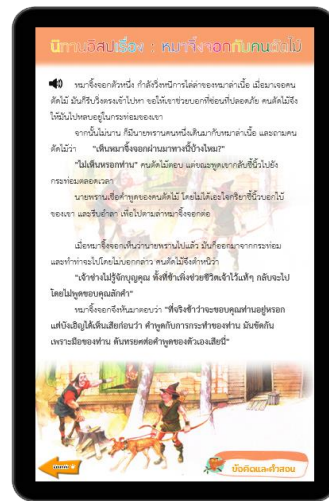 นิทานอีสปเรื่อง : หมาจิ้งจอกกับคนตัดไม้
หมาจิ้งจอกตัวหนึ่ง กำลังวิ่งหนีการไล่ล่าของหมาล่าเนื้อ เมื่อมาเจอคน
ตัดไม้ มันก็รีบวิ่งตรงเข้าไปหา ขอให้เขาช่วยบอกที่ซ่อนที่ปลอดภัย คนตัดไม้จึง
ให้มันไปหลบอยู่ในกระท่อมของเขา
จากนั้นไม่นาน ก็มีนายพรานคนหนึ่งเดินมากับหมาล่าเนื้อ และถามคน
ตัดไม้ว่า "เห็นหมาจิ้งจอกผ่านมาทางนี้บ้างไหม?"
"ไม่เห็นหรอกท่าน" คนตัดไม้ตอบ แต่ขณะพูดเขากลับชี้นิ้วไปยัง
กระท่อมตลอดเวลา
นายพรานเชื่อคำพูดของคนตัดไม้ โดยไม่ได้เอะใจกริยาชี้นิ้วบอกใบ้
ของเขา และรีบอำลา เพื่อไปตามล่าหมาจิ้งจอกต่อ
เมื่อหมาจิ้งจอกเห็นว่านายพรานไปแล้ว มันก็ออกมาจากกระท่อม
และทำท่าจะไปโดยไม่บอกกล่าว คนตัดไม้จึงตำหนิว่า
"เจ้าช่างไม่รู้จักบุญคุณ ทั้งที่ข้าเพิ่งช่วยชีวิตเจ้าไว้แท้ๆ กลับจะไป
โดยไม่พูดขอบคุณสักคำ"
หมาจิ้งจอกจึงหันมาตอบว่า "ที่จริงข้าว่าจะขอบคุณท่านอยู่หรอก
แต่บังเอิญได้เห็นเสียก่อนว่า คำพูดกับการกระทำของท่าน มันขัดกัน
เพราะมือของท่าน ดันทรยศต่อคำพูดของตัวเองเสียนี่"
ข้อคิดและคำสอน